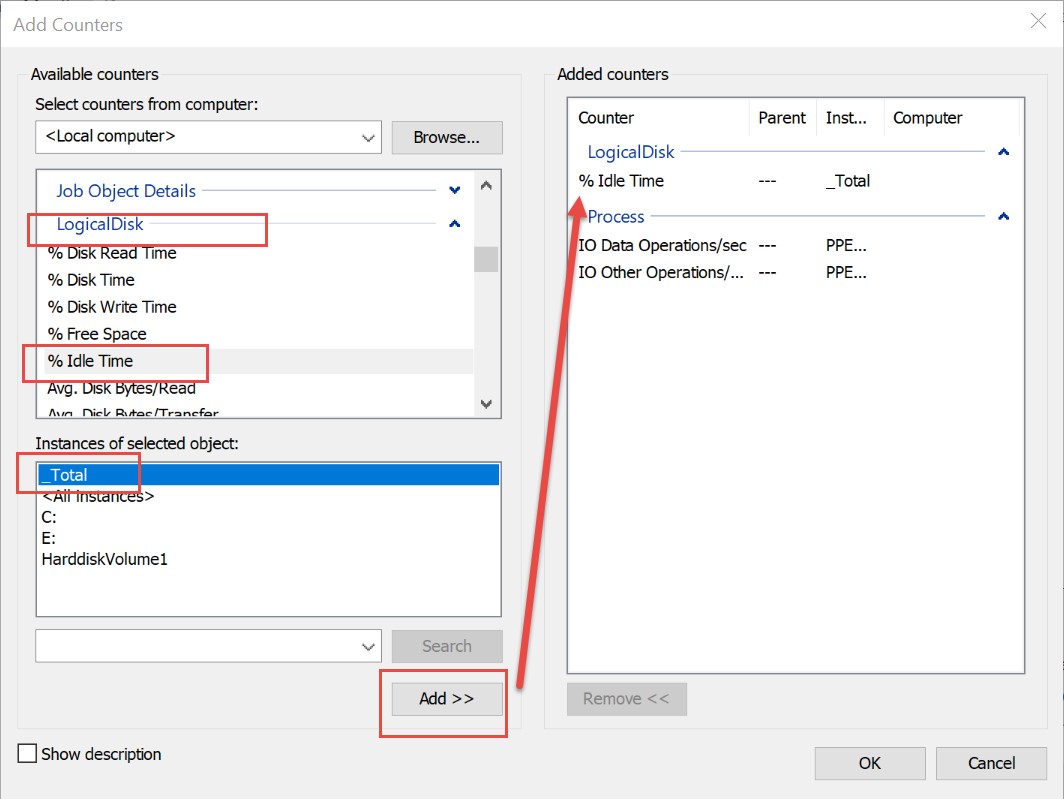 Add Counters
Available counters
Select counters from computer:
<Local computer>
Browse...
Job Object Details
LogicalDisk
% Disk Read Time
% Disk Time
% Disk Write Time
% Free Space
% Idle Time
Avg. Disk Bytes/Read
Avg. Disk Bytes/Transfer
Instances of selected object:
_Total
<All instances>
C:
E:
HarddiskVolume1
Search
Add >>
Show description
Added counters
Counter Parent Inst... Computer
LogicalDisk
% Idle Time --- _Total
Process
IO Data Operations/sec --- PPE...
IO Other Operations/... --- PPE...
Remove <<
OK Cancel